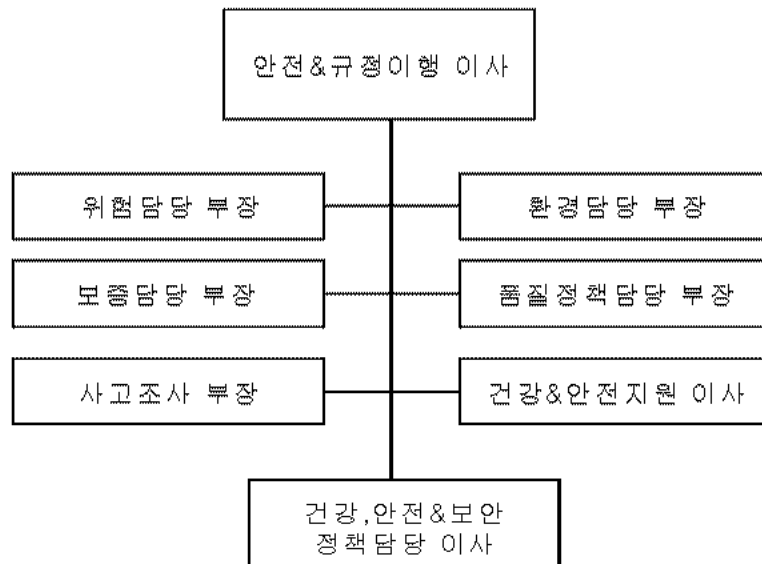 안전&규정이행 이사
위험담당 부장
환경담당 부장
보증담당 부장
품질정책담당 부장
사고조사 부장
건강&안전지원 이사
건강,안전&보안
정책담당 이사